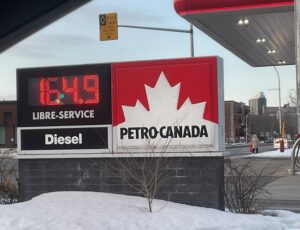 164.9
LIBRE-SERVICE
Diesel
PETRO-CANADA